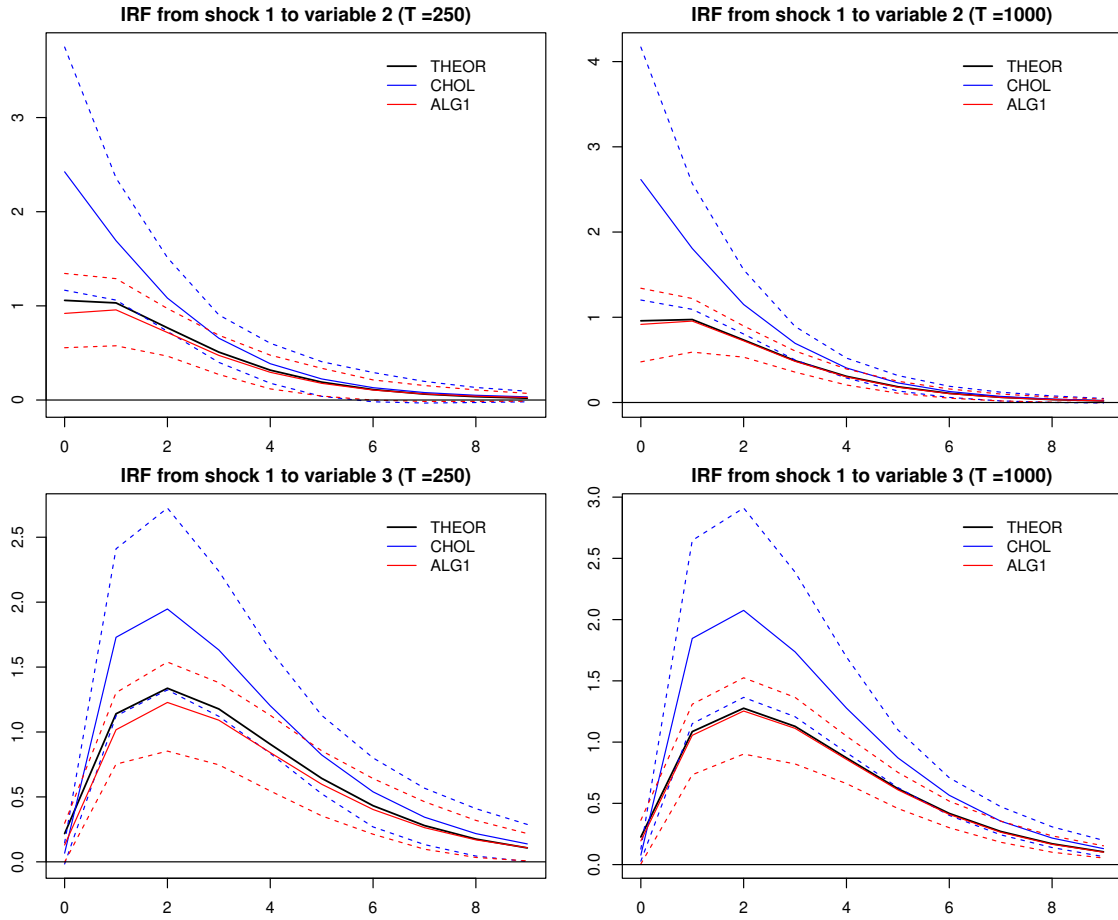 IRF from shock 1 to variable 2 (T =250)
THEOR
CHOL
ALG1
0 1 2 3
0 2 4 6 8
IRF from shock 1 to variable 2 (T =1000)
THEOR
CHOL
ALG1
0 1 2 3 4
0 2 4 6 8
IRF from shock 1 to variable 3 (T =250)
THEOR
CHOL
ALG1
0.0 0.5 1.0 1.5 2.0 2.5
0 2 4 6 8
IRF from shock 1 to variable 3 (T =1000)
THEOR
CHOL
ALG1
0.0 0.5 1.0 1.5 2.0 2.5 3.0
0 2 4 6 8